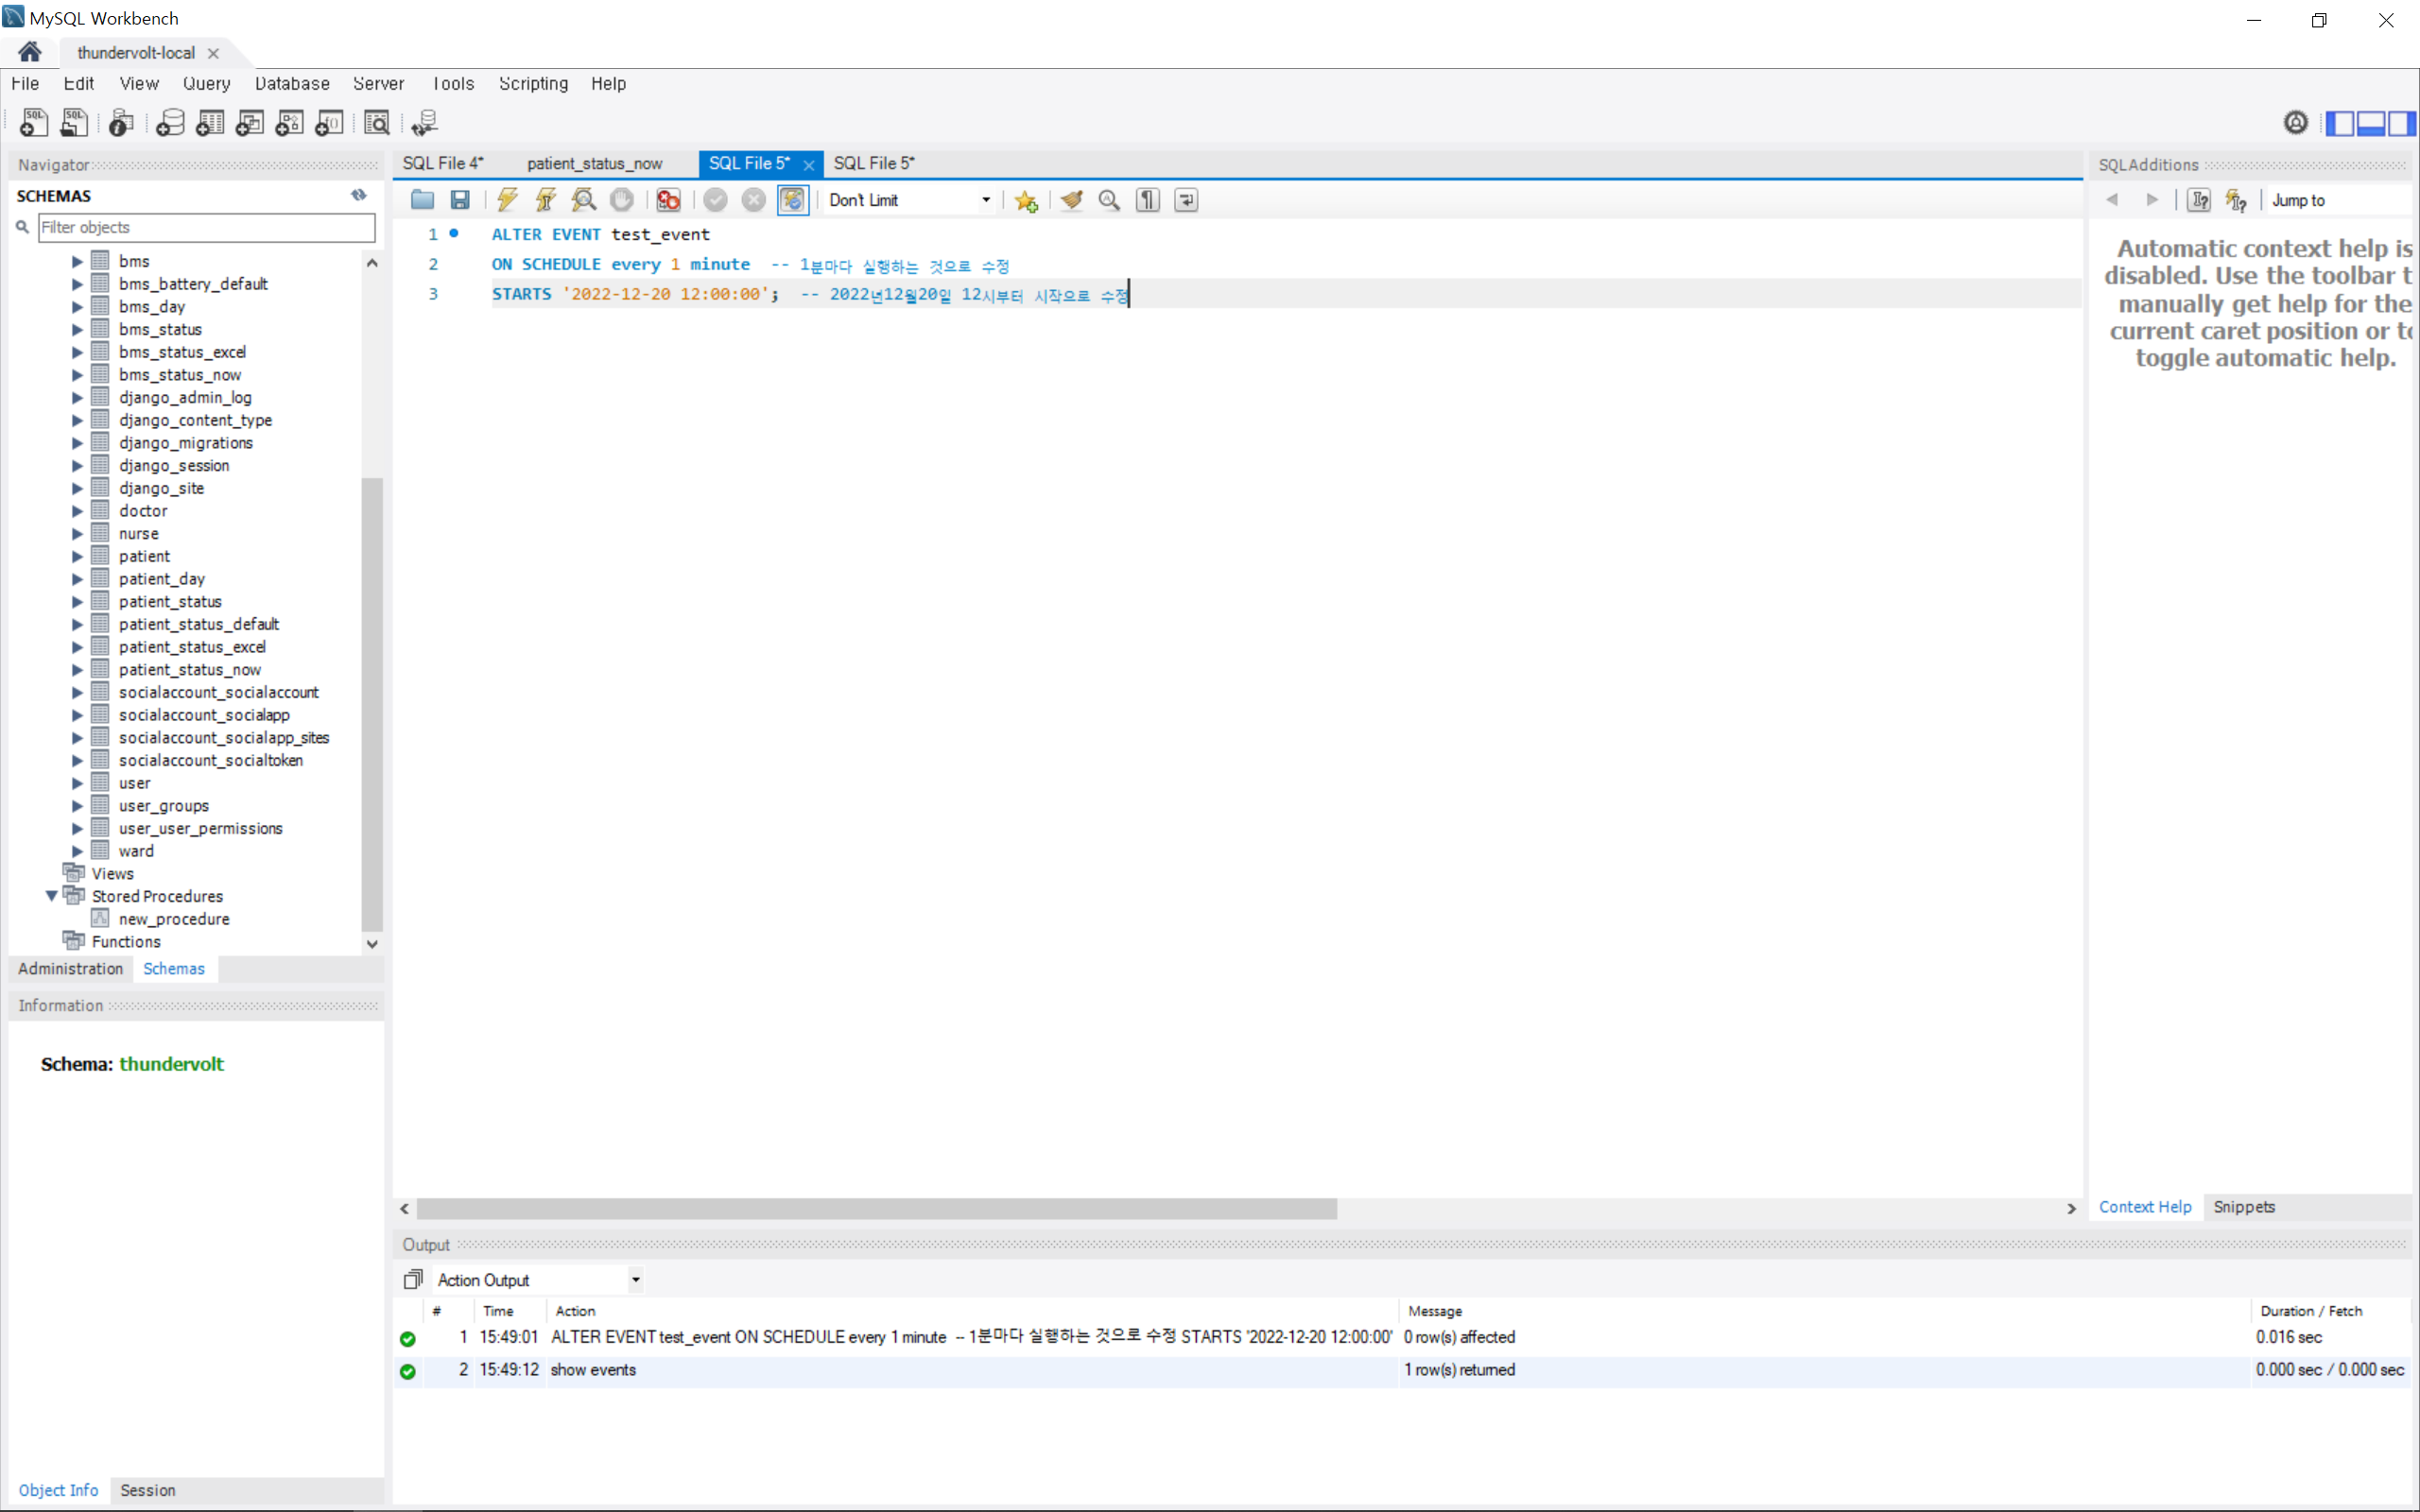 MySQL Workbench
thundervolt-local
File Edit View Query Database Server Tools Scripting Help
Navigator
SCHEMAS
Filter objects
bms
bms_battery_default
bms_day
bms_status
bms_status_excel
bms_status_now
django_admin_log
django_content_type
django_migrations
django_session
django_site
doctor
nurse
patient
patient_day
patient_status
patient_status_default
patient_status_excel
patient_status_now
socialaccount_socialaccount
socialaccount_socialapp
socialaccount_socialapp_sites
socialaccount_socialtoken
user
user_groups
user_user_permissions
ward
Views
Stored Procedures
new_procedure
Functions
Administration Schemas
Information
Schema: thundervolt
Object Info Session
SQL File 4* patient_status_now SQL File 5* SQL File 5*
Don't Limit
1 ALTER EVENT test_event
2 ON SCHEDULE every 1 minute -- 1분마다 실행하는 것으로 수정
3 STARTS '2022-12-20 12:00:00'; -- 2022년12월20일 12시부터 시작으로 수정
SQLAdditions
Jump to
Automatic context help is
disabled. Use the toolbar t
manually get help for the
current caret position or to
toggle automatic help.
Context Help Snippets
Output
Action Output
# Time Action Message Duration / Fetch
1 15:49:01 ALTER EVENT test_event ON SCHEDULE every 1 minute -- 1분마다 실행하는 것으로 수정 STARTS '2022-12-20 12:00:00' 0 row(s) affected 0.016 sec
2 15:49:12 show events 1 row(s) returned 0.000 sec / 0.000 sec